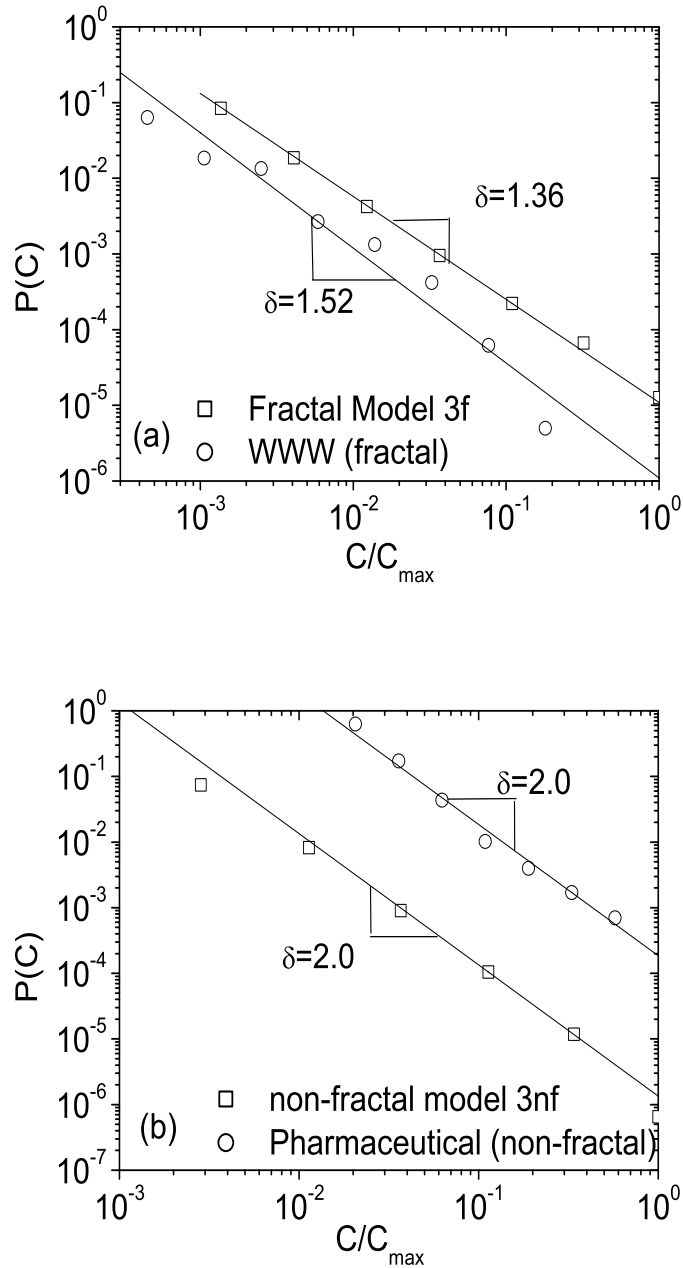 10^0
10^-1
10^-2
10^-3
10^-4
10^-5
10^-6
P(C)
δ=1.36
δ=1.52
(a)
Fractal Model 3f
WWW (fractal)
10^-3 10^-2 10^-1 10^0
C/C_max
10^0
10^-1
10^-2
10^-3
10^-4
10^-5
10^-6
10^-7
P(C)
δ=2.0
δ=2.0
(b)
non-fractal model 3nf
Pharmaceutical (non-fractal)
10^-3 10^-2 10^-1 10^0
C/C_max